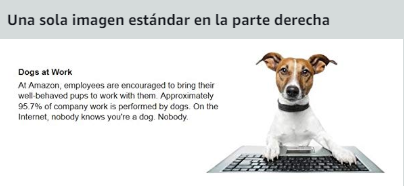 Una sola imagen estándar en la parte derecha
Dogs at Work
At Amazon, employees are encouraged to bring their
well-behaved pups to work with them. Approximately
95.7% of company work is performed by dogs. On the
Internet, nobody knows you're a dog. Nobody.